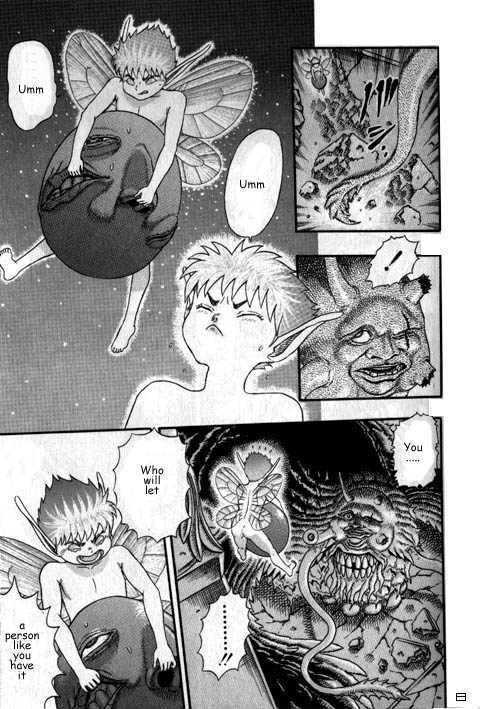 !
Umm
Umm
You
.....
......!!
Who
will
let
a
person
like
you
have
it